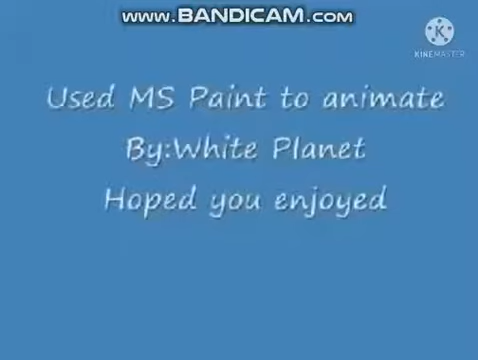 www.BANDICAM.com
KINEMASTER
Used MS Paint to animate
By:White Planet
Hoped you enjoyed